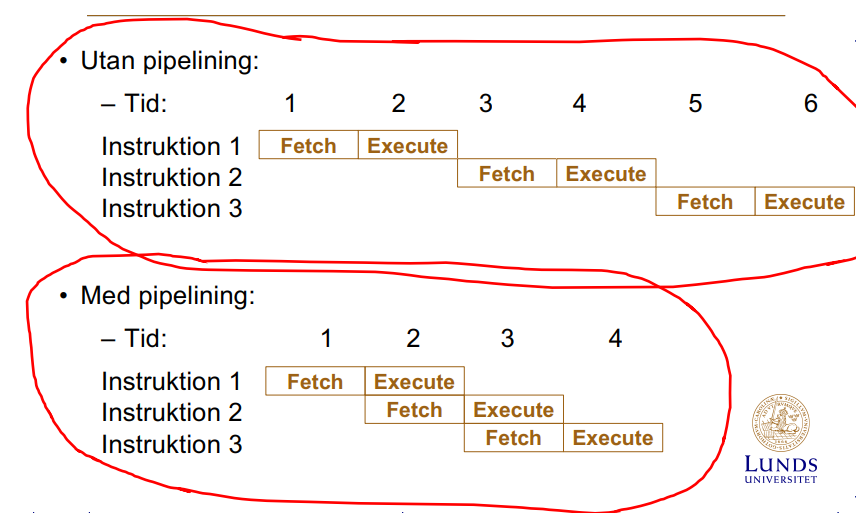 • Utan pipelining:
– Tid: 1 2 3 4 5 6
Instruktion 1 Fetch Execute
Instruktion 2 Fetch Execute
Instruktion 3 Fetch Execute
• Med pipelining:
– Tid: 1 2 3 4
Instruktion 1 Fetch Execute
Instruktion 2 Fetch Execute
Instruktion 3 Fetch Execute
LUNDS
UNIVERSITET